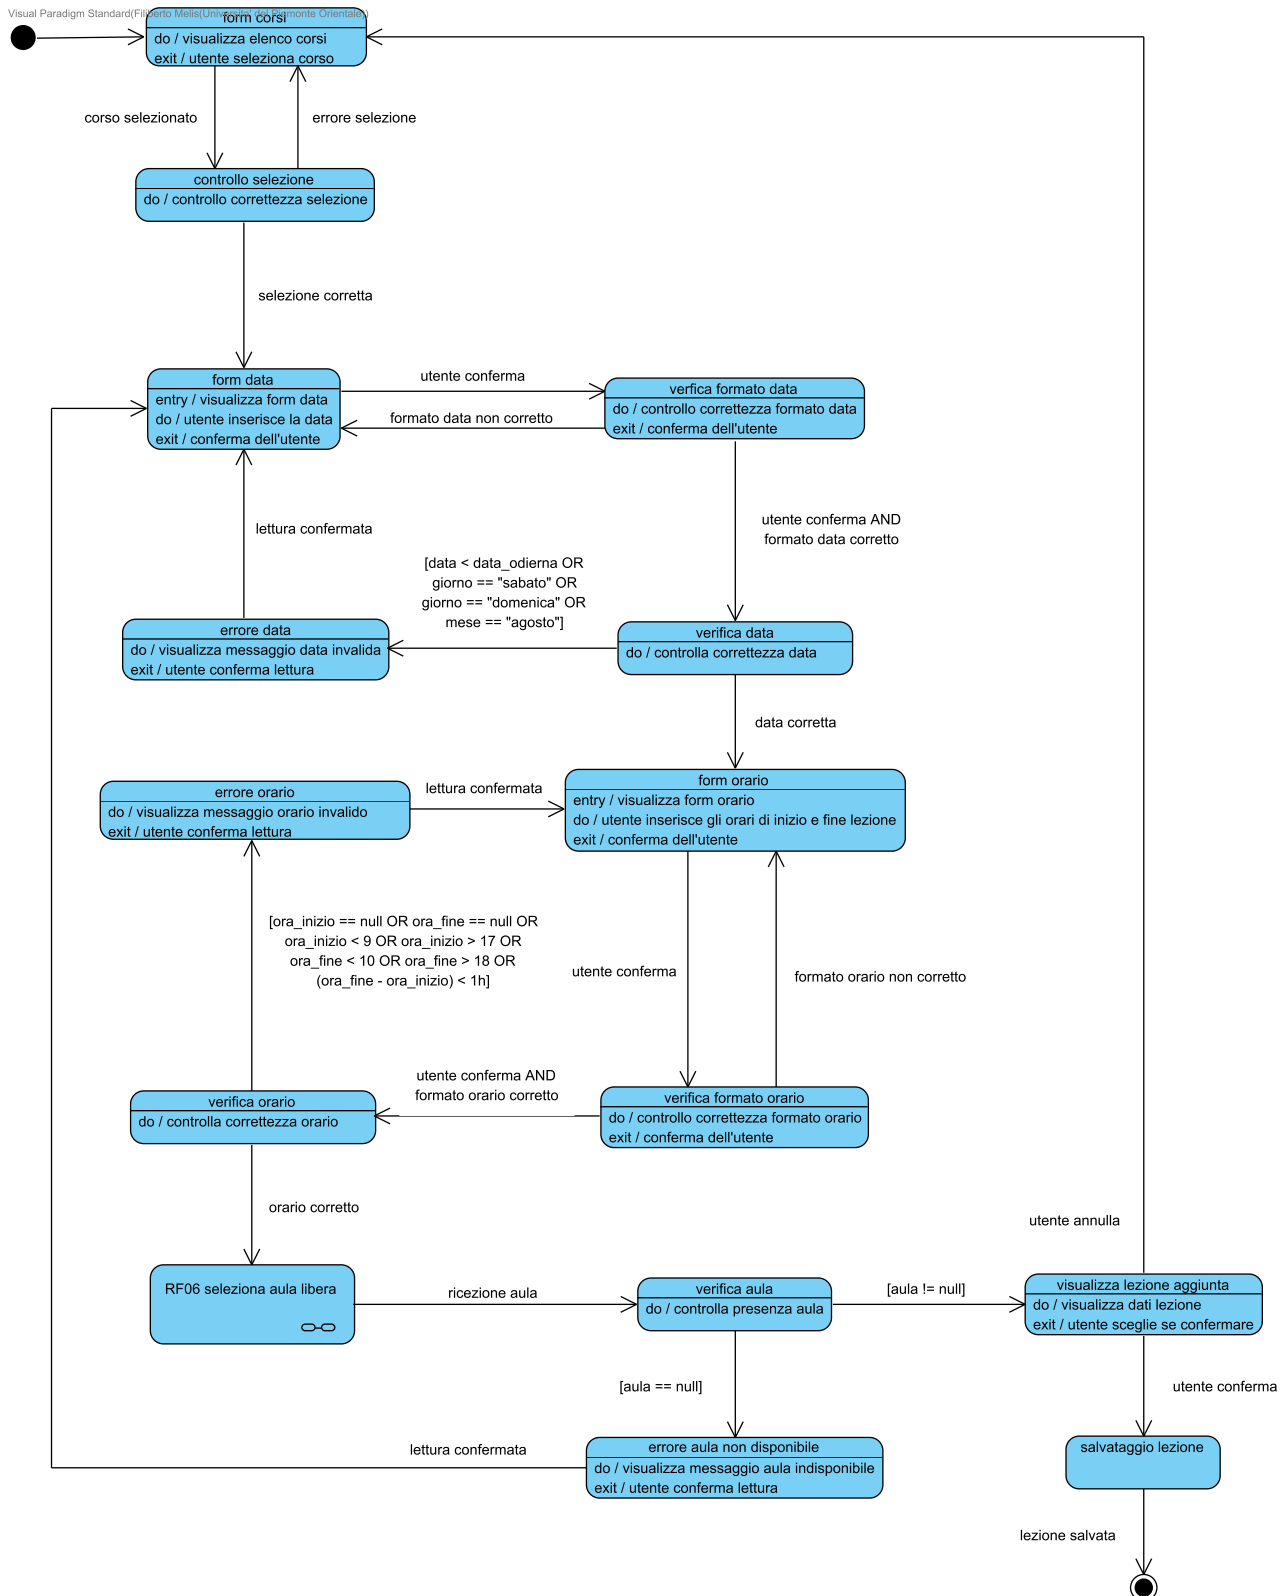 Visual Paradigm Standard(Filiberto Melis(Universita' del Piemonte Orientale))
form corsi
do / visualizza elenco corsi
exit / utente seleziona corso
corso selezionato
errore selezione
controllo selezione
do / controllo correttezza selezione
selezione corretta
form data
entry / visualizza form data
do / utente inserisce la data
exit / conferma dell'utente
utente conferma
formato data non corretto
verfica formato data
do / controllo correttezza formato data
exit / conferma dell'utente
lettura confermata
utente conferma AND
formato data corretto
[data < data_odierna OR
giorno == "sabato" OR
giorno == "domenica" OR
mese == "agosto"]
errore data
do / visualizza messaggio data invalida
exit / utente conferma lettura
verifica data
do / controlla correttezza data
data corretta
errore orario
do / visualizza messaggio orario invalido
exit / utente conferma lettura
lettura confermata
form orario
entry / visualizza form orario
do / utente inserisce gli orari di inizio e fine lezione
exit / conferma dell'utente
[ora_inizio == null OR ora_fine == null OR
ora_inizio < 9 OR ora_inizio > 17 OR
ora_fine < 10 OR ora_fine > 18 OR
(ora_fine - ora_inizio) < 1h]
utente conferma
formato orario non corretto
utente conferma AND
formato orario corretto
verifica orario
do / controlla correttezza orario
verifica formato orario
do / controllo correttezza formato orario
exit / conferma dell'utente
orario corretto
utente annulla
RF06 seleziona aula libera
ricezione aula
verifica aula
do / controlla presenza aula
[aula != null]
visualizza lezione aggiunta
do / visualizza dati lezione
exit / utente sceglie se confermare
[aula == null]
utente conferma
lettura confermata
errore aula non disponibile
do / visualizza messaggio aula indisponibile
exit / utente conferma lettura
salvataggio lezione
lezione salvata